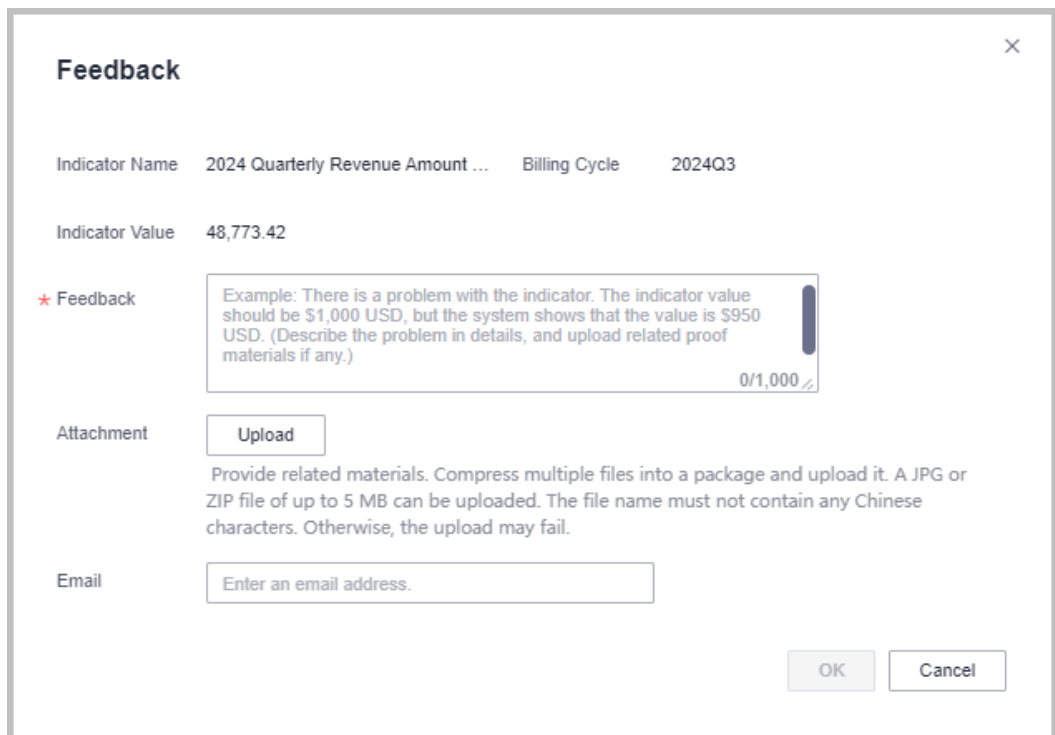 Feedback
Indicator Name 2024 Quarterly Revenue Amount ... Billing Cycle 2024Q3
Indicator Value 48,773.42
* Feedback
Example: There is a problem with the indicator. The indicator value
should be $1,000 USD, but the system shows that the value is $950
USD. (Describe the problem in details, and upload related proof
materials if any.)
0/1,000
Attachment Upload
Provide related materials. Compress multiple files into a package and upload it. A JPG or
ZIP file of up to 5 MB can be uploaded. The file name must not contain any Chinese
characters. Otherwise, the upload may fail.
Email Enter an email address.
OK Cancel